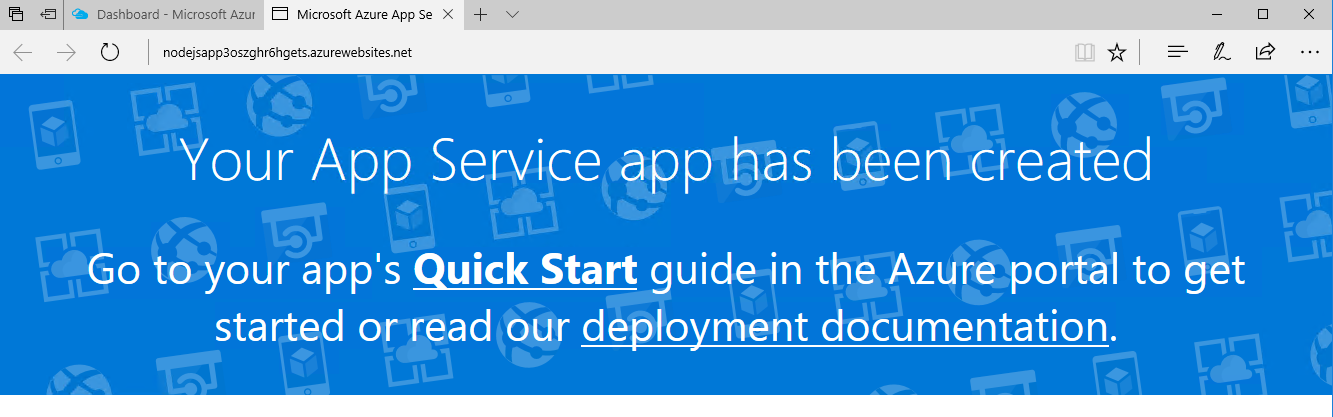 Dashboard - Microsoft Azur
Microsoft Azure App Se
nodejsapp3oszghr6hgets.azurewebsites.net
Your App Service app has been created
Go to your app's Quick Start guide in the Azure portal to get
started or read our deployment documentation.